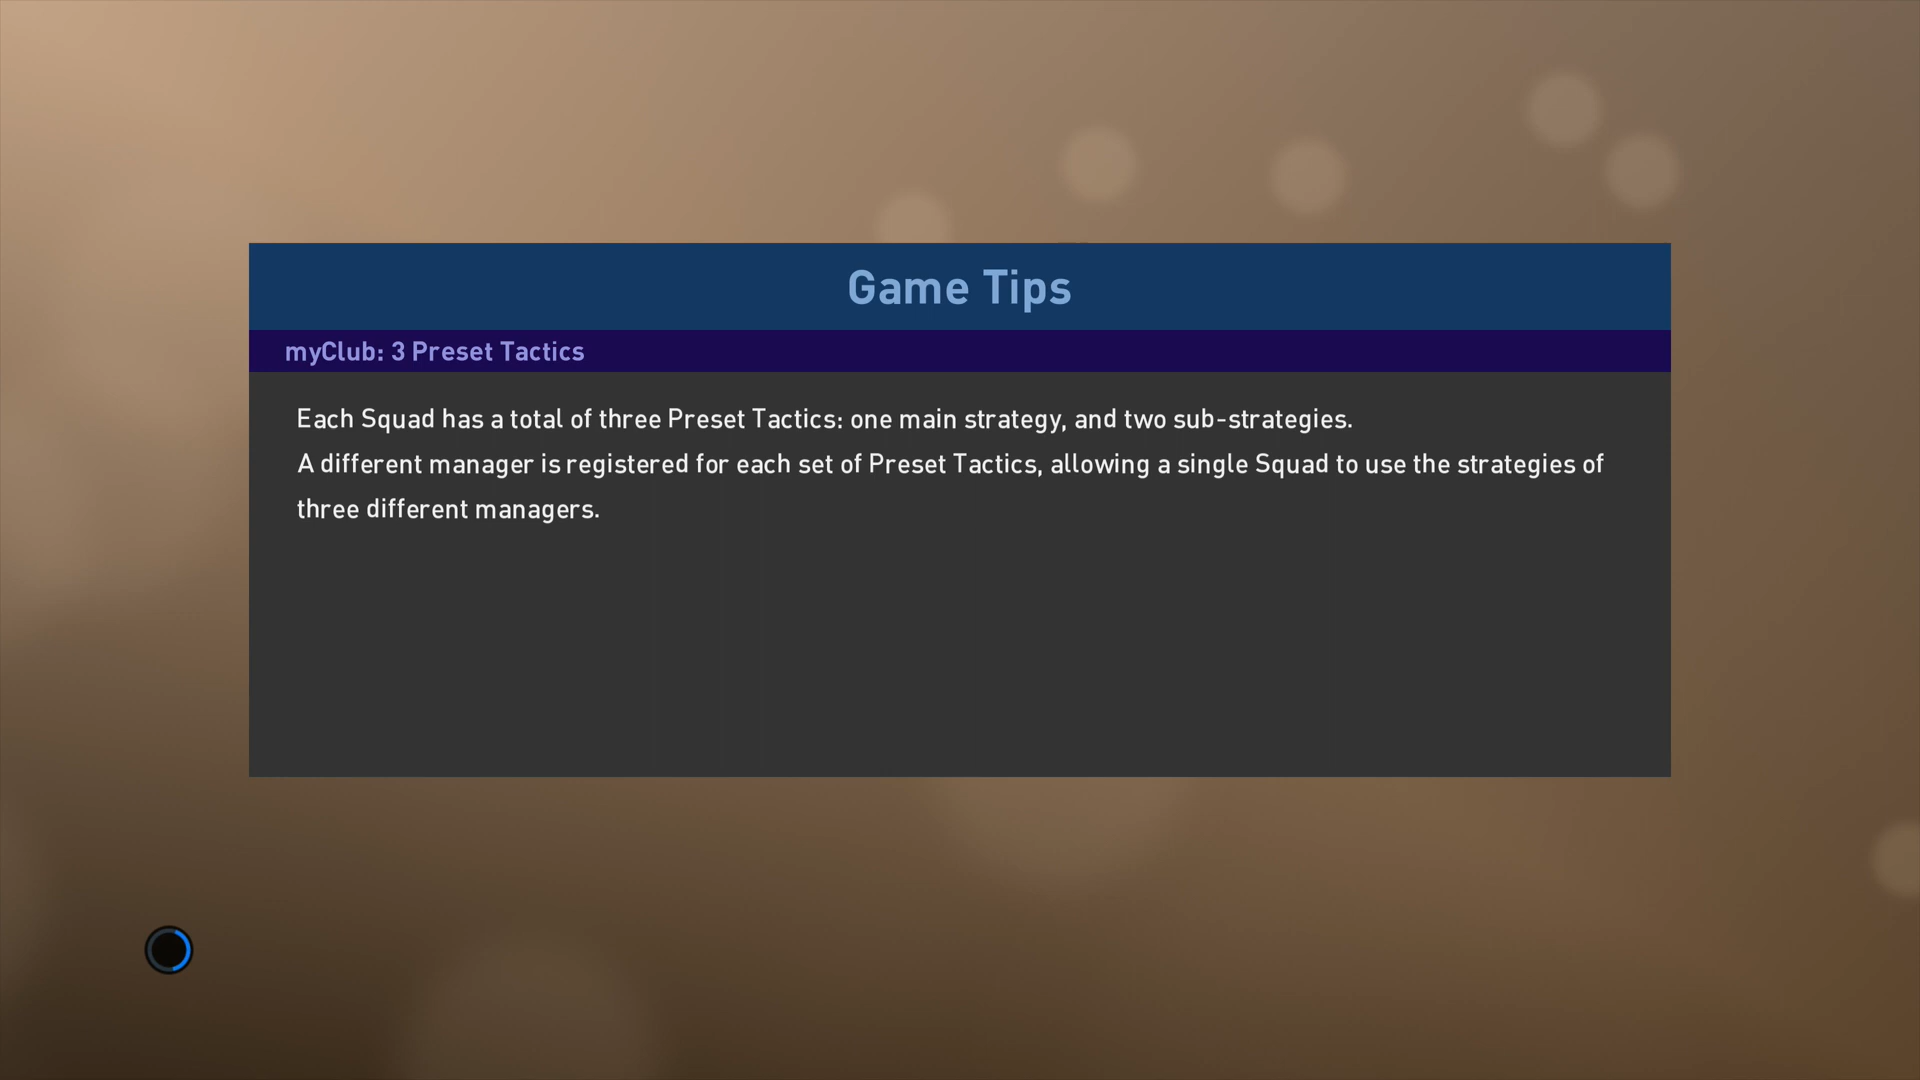 Game Tips
myClub: 3 Preset Tactics
Each Squad has a total of three Preset Tactics: one main strategy, and two sub-strategies.
A different manager is registered for each set of Preset Tactics, allowing a single Squad to use the strategies of
three different managers.